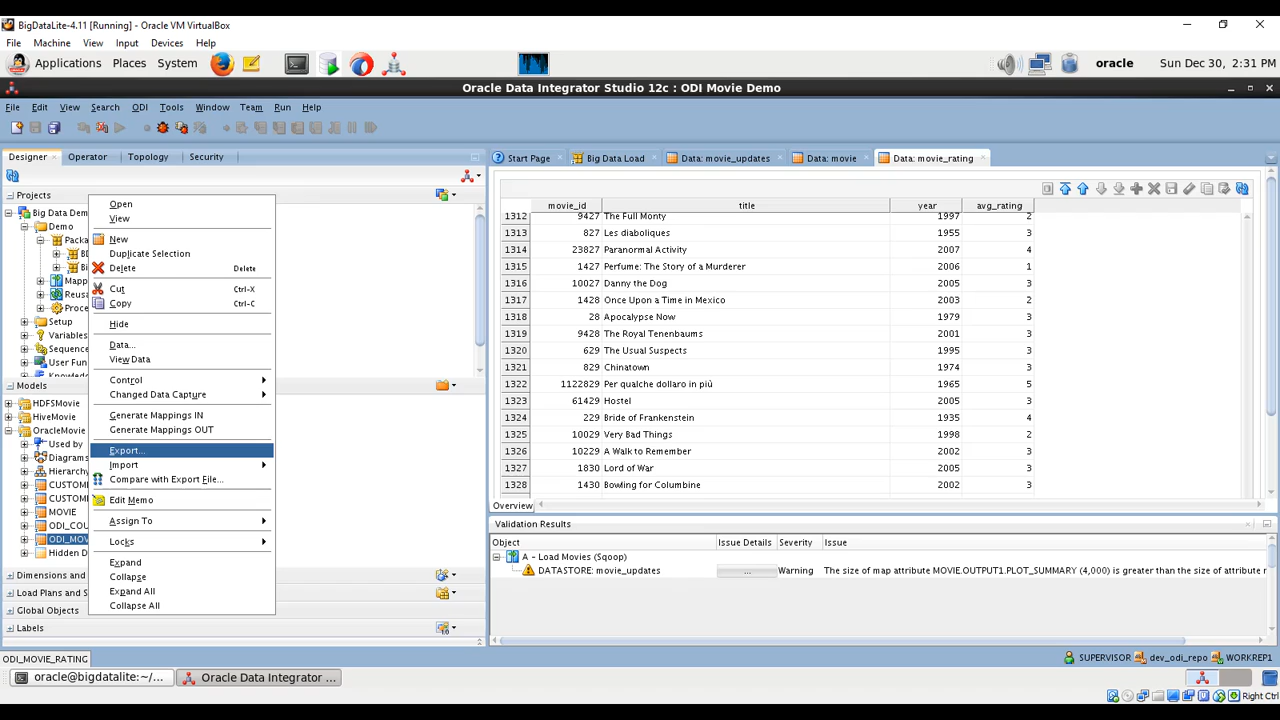 BigDataLite-4.11 [Running] - Oracle VM VirtualBox
File Machine View Input Devices Help
Applications Places System oracle Sun Dec 30, 2:31 PM
Oracle Data Integrator Studio 12c : ODI Movie Demo
File Edit View Search ODI Tools Window Team Run Help
Designer Operator Topology Security
Start Page Big Data Load Data: movie_updates Data: movie Data: movie_rating
Projects
Big Data Dem
Demo
Packa
BD
Bi
Mapp
Reusa
Proce
Setup
Variables
Sequence
User Fun
Models
HDFSMovie
HiveMovie
OracleMovie
Used by
Diagrams
Hierarchy
CUSTOM
CUSTOM
MOVIE
ODI_COU
ODI_MOV
Hidden D
Dimensions and
Load Plans and S
Global Objects
Labels
ODI_MOVIE_RATING
Open
View
New
Duplicate Selection
Delete Delete
Cut Ctrl-X
Copy Ctrl-C
Hide
Data...
View Data
Control
Changed Data Capture
Generate Mappings IN
Generate Mappings OUT
Export...
Import
Compare with Export File...
Edit Memo
Assign To
Locks
Expand
Collapse
Expand All
Collapse All
movie_id title year avg_rating
1312 9427 The Full Monty 1997 2
1313 827 Les diaboliques 1955 3
1314 23827 Paranormal Activity 2007 4
1315 1427 Perfume: The Story of a Murderer 2006 1
1316 10027 Danny the Dog 2005 3
1317 1428 Once Upon a Time in Mexico 2003 2
1318 28 Apocalypse Now 1979 3
1319 9428 The Royal Tenenbaums 2001 3
1320 629 The Usual Suspects 1995 3
1321 829 Chinatown 1974 3
1322 1122829 Per qualche dollaro in più 1965 5
1323 61429 Hostel 2005 3
1324 229 Bride of Frankenstein 1935 4
1325 10029 Very Bad Things 1998 2
1326 10229 A Walk to Remember 2002 3
1327 1830 Lord of War 2005 3
1328 1430 Bowling for Columbine 2002 3
Overview
Validation Results
Object Issue Details Severity Issue
A - Load Movies (Sqoop)
DATASTORE: movie_updates ... Warning The size of map attribute MOVIE.OUTPUT1.PLOT_SUMMARY (4,000) is greater than the size of attribute
SUPERVISOR dev_odi_repo WORKREP1
oracle@bigdatalite:~/... Oracle Data Integrator ...
Right Ctrl